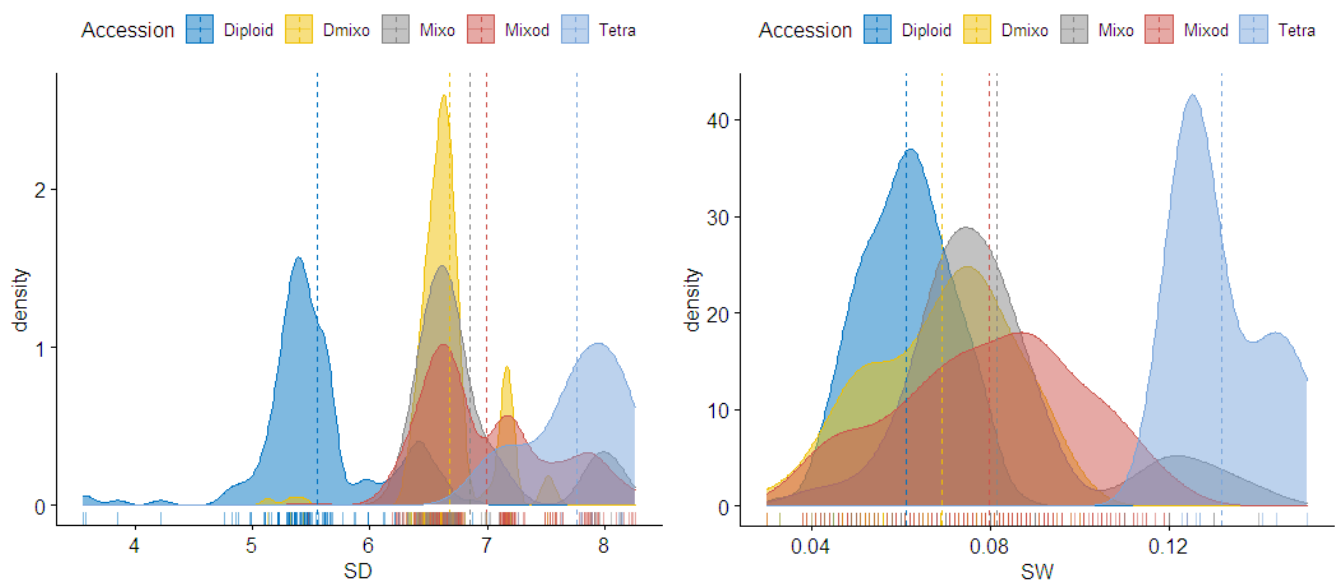 Accession Diploid Dmixo Mixo Mixod Tetra
density
2
1
0
4 5 6 7 8
SD
Accession Diploid Dmixo Mixo Mixod Tetra
density
40
30
20
10
0
0.04 0.08 0.12
SW